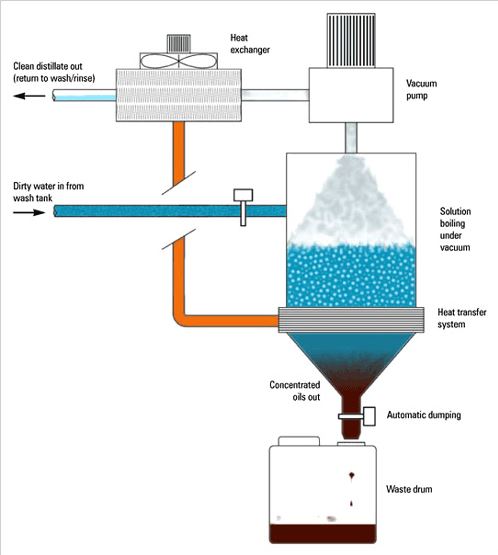 Heat
exchanger
Clean distillate out
(return to wash/rinse)
Vacuum
pump
Dirty water in from
wash tank
Solution
boiling
under
vacuum
Heat transfer
system
Concentrated
oils out
Automatic dumping
Waste drum